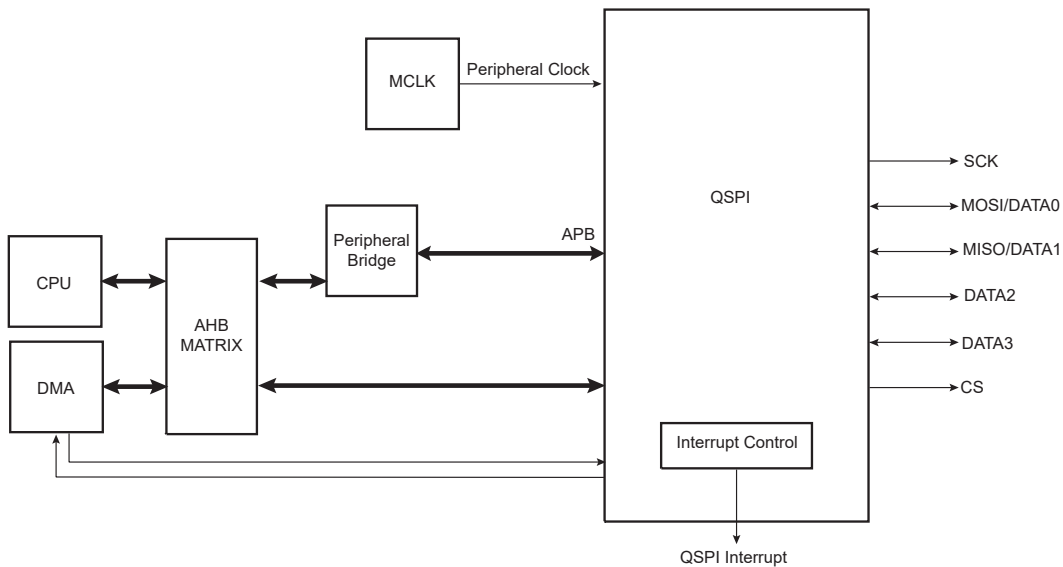 MCLK
Peripheral Clock
QSPI
SCK
MOSI/DATA0
MISO/DATA1
DATA2
DATA3
CS
APB
Peripheral
Bridge
CPU
AHB
MATRIX
DMA
Interrupt Control
QSPI Interrupt